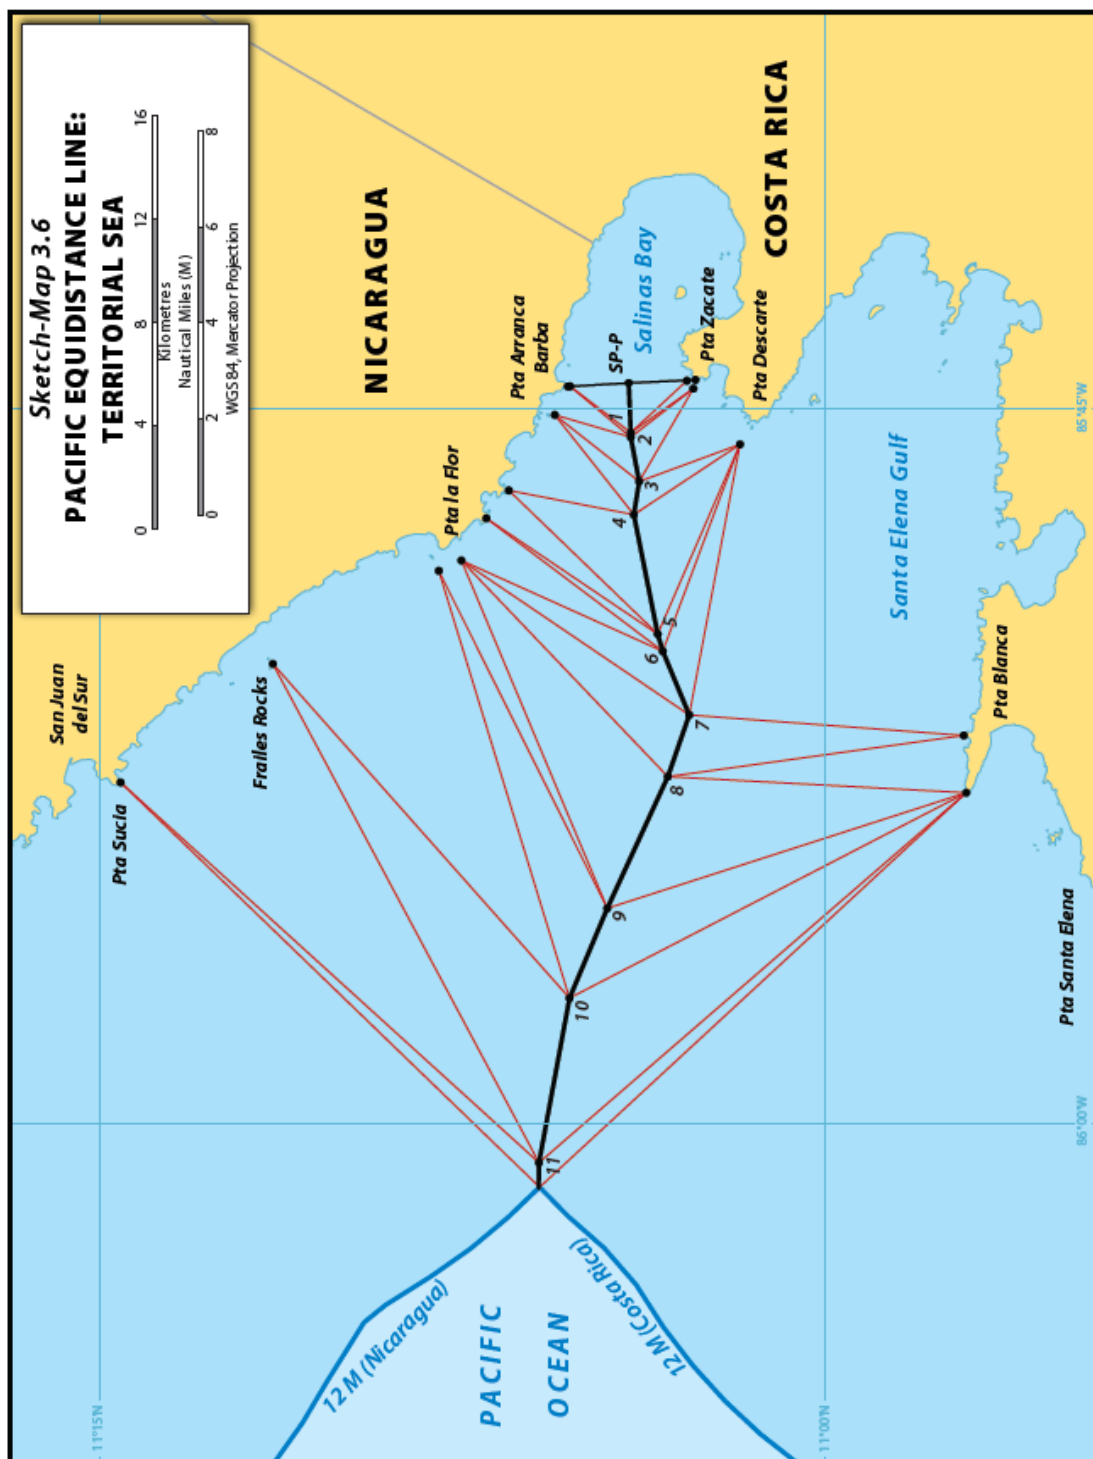 Sketch-Map 3.6
PACIFIC EQUIDISTANCE LINE:
TERRITORIAL SEA
0 4 8 12 16
Kilometres
Nautical Miles (M)
0 2 4 6 8
WGS84, Mercator Projection
San Juan
del Sur
Pta Sucia
Frailes Rocks
Pta la Flor
NICARAGUA
Pta Arranca
Barba
SP-P
Salinas Bay
Pta Zacate
COSTA RICA
Pta Descarte
1
2
3
4
5
6
7
8
9
10
11
Santa Elena Gulf
Pta Blanca
Pta Santa Elena
12 M (Nicaragua)
12 M (Costa Rica)
PACIFIC
OCEAN
11°15'N
11°00'N
86°00'W
85°45'W